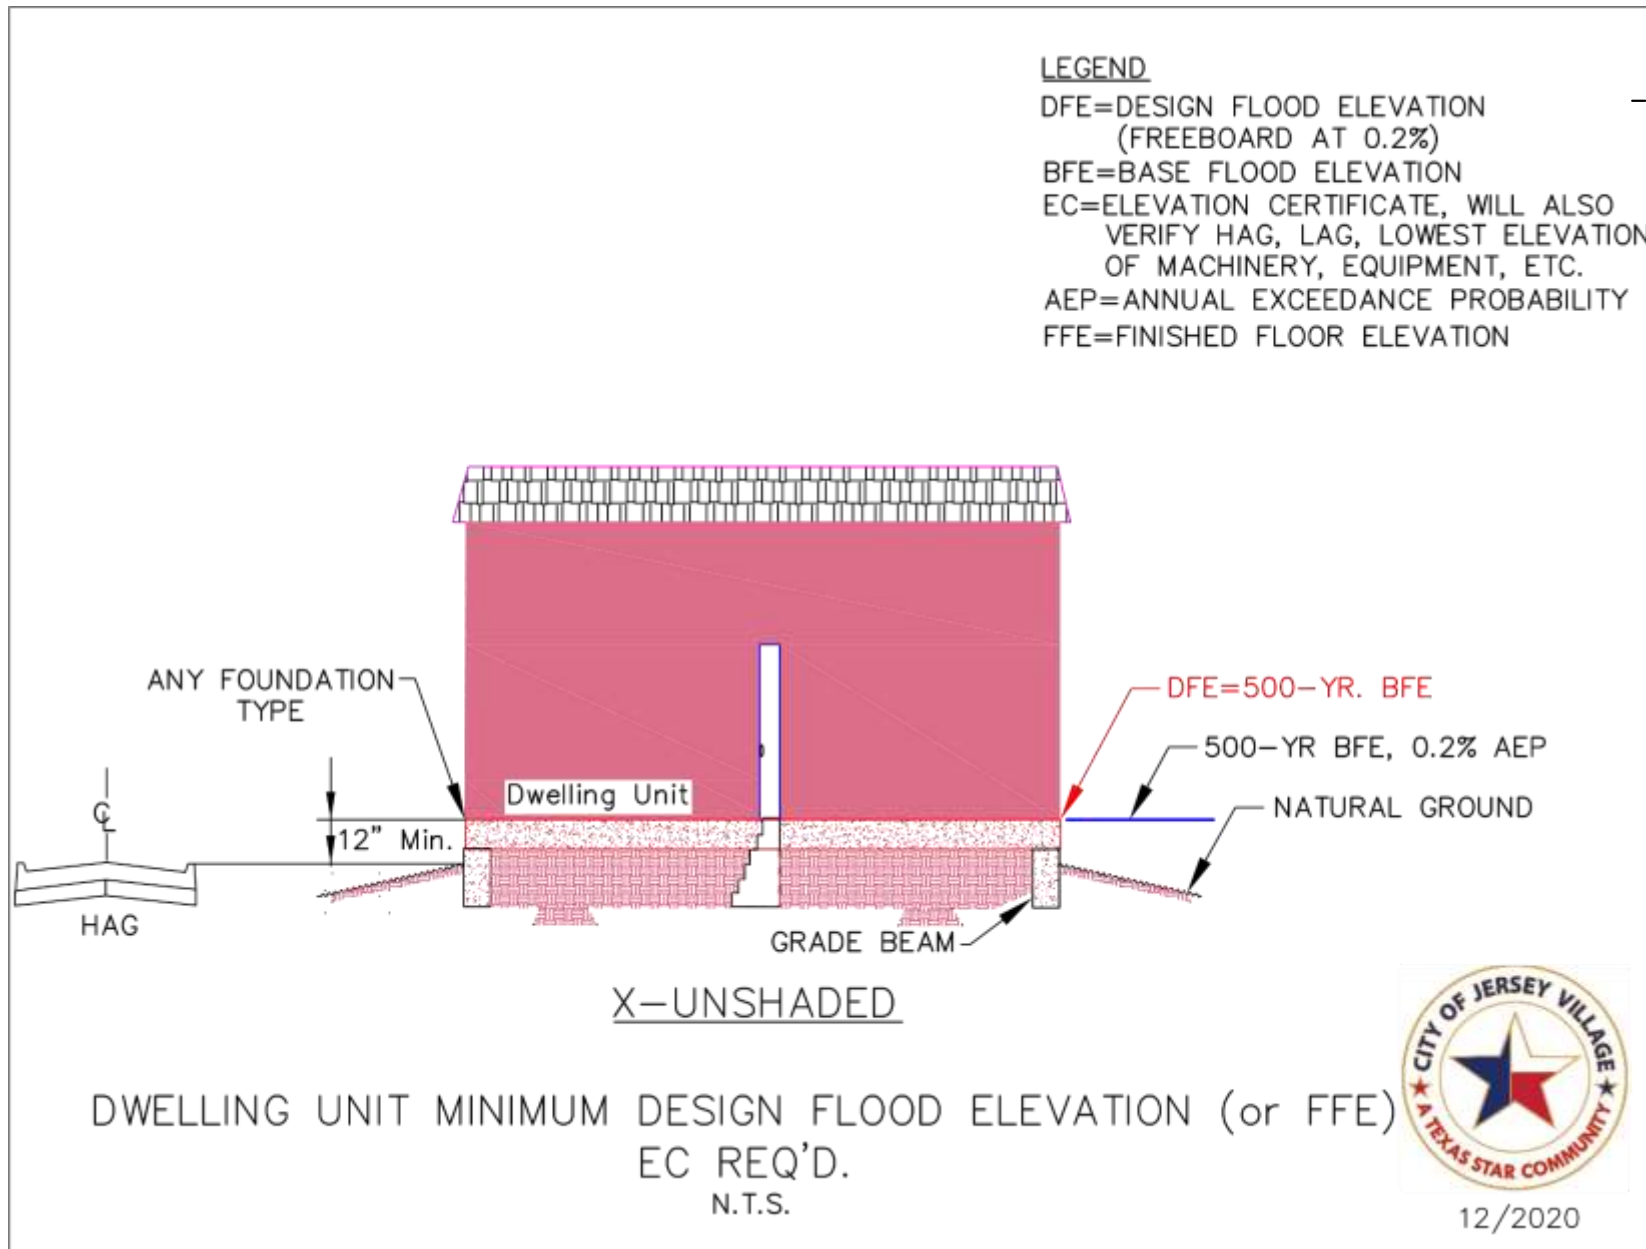 LEGEND
DFE=DESIGN FLOOD ELEVATION
(FREEBOARD AT 0.2%)
BFE=BASE FLOOD ELEVATION
EC=ELEVATION CERTIFICATE, WILL ALSO
VERIFY HAG, LAG, LOWEST ELEVATION
OF MACHINERY, EQUIPMENT, ETC.
AEP=ANNUAL EXCEEDANCE PROBABILITY
FFE=FINISHED FLOOR ELEVATION
ANY FOUNDATION
TYPE
DFE=500-YR. BFE
500-YR BFE, 0.2% AEP
Dwelling Unit
NATURAL GROUND
℄
12" Min.
HAG
GRADE BEAM
X-UNSHADED
DWELLING UNIT MINIMUM DESIGN FLOOD ELEVATION (or FFE)
EC REQ'D.
N.T.S.
CITY OF JERSEY VILLAGE
A TEXAS STAR COMMUNITY
12/2020